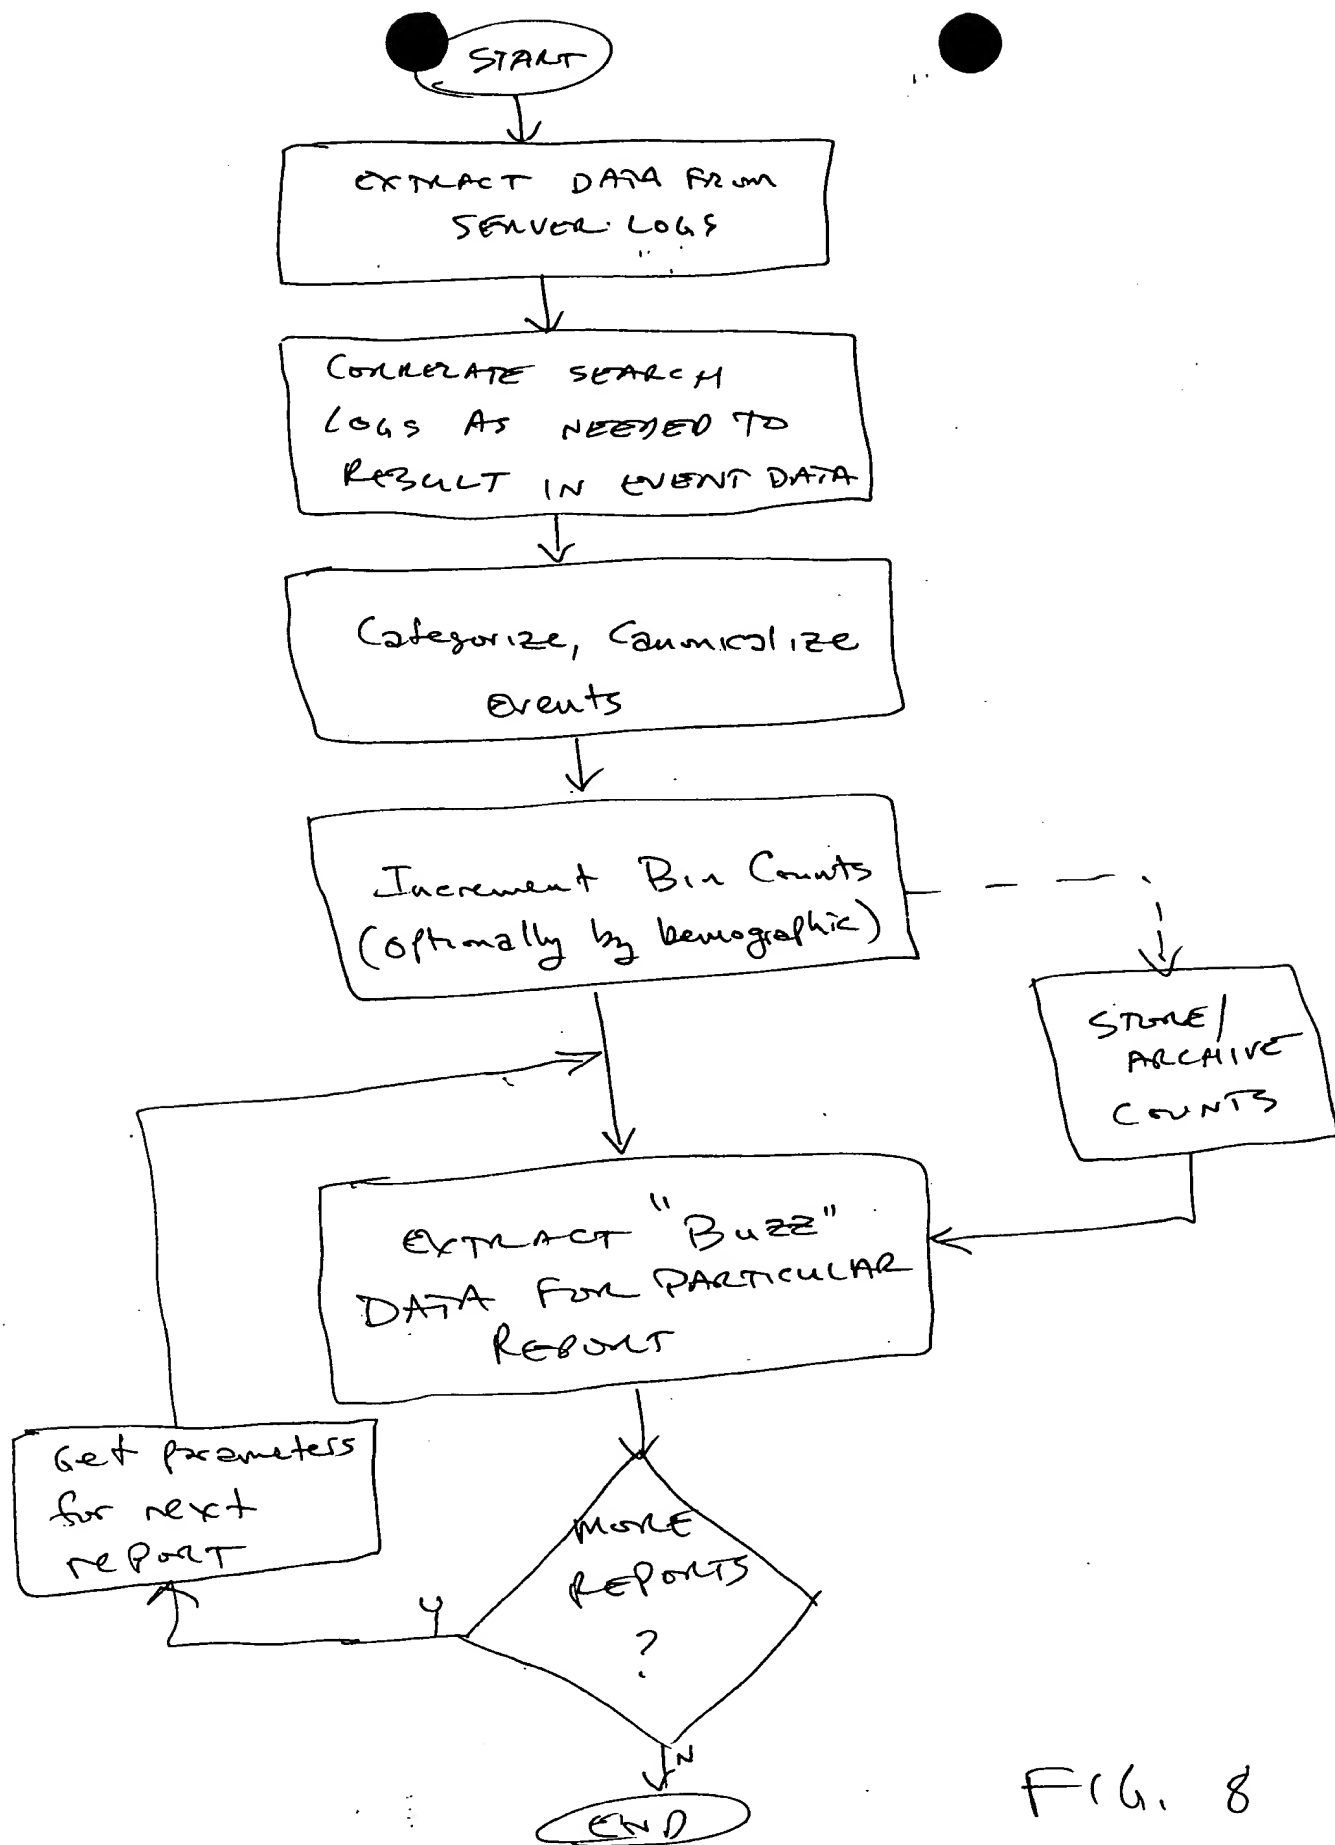 START
EXTRACT DATA FROM
SERVER LOGS
CORRELATE SEARCH
LOGS AS NEEDED TO
RESULT IN EVENT DATA
Categorize, Canonicalize
events
Increment Bin Counts
(optionally by demographic)
STORE/
ARCHIVE
COUNTS
EXTRACT "BUZZ"
DATA FOR PARTICULAR
REPORT
Get parameters
for next
rePORT
MORE
REPORTS
?
Y
N
END
FIG. 8